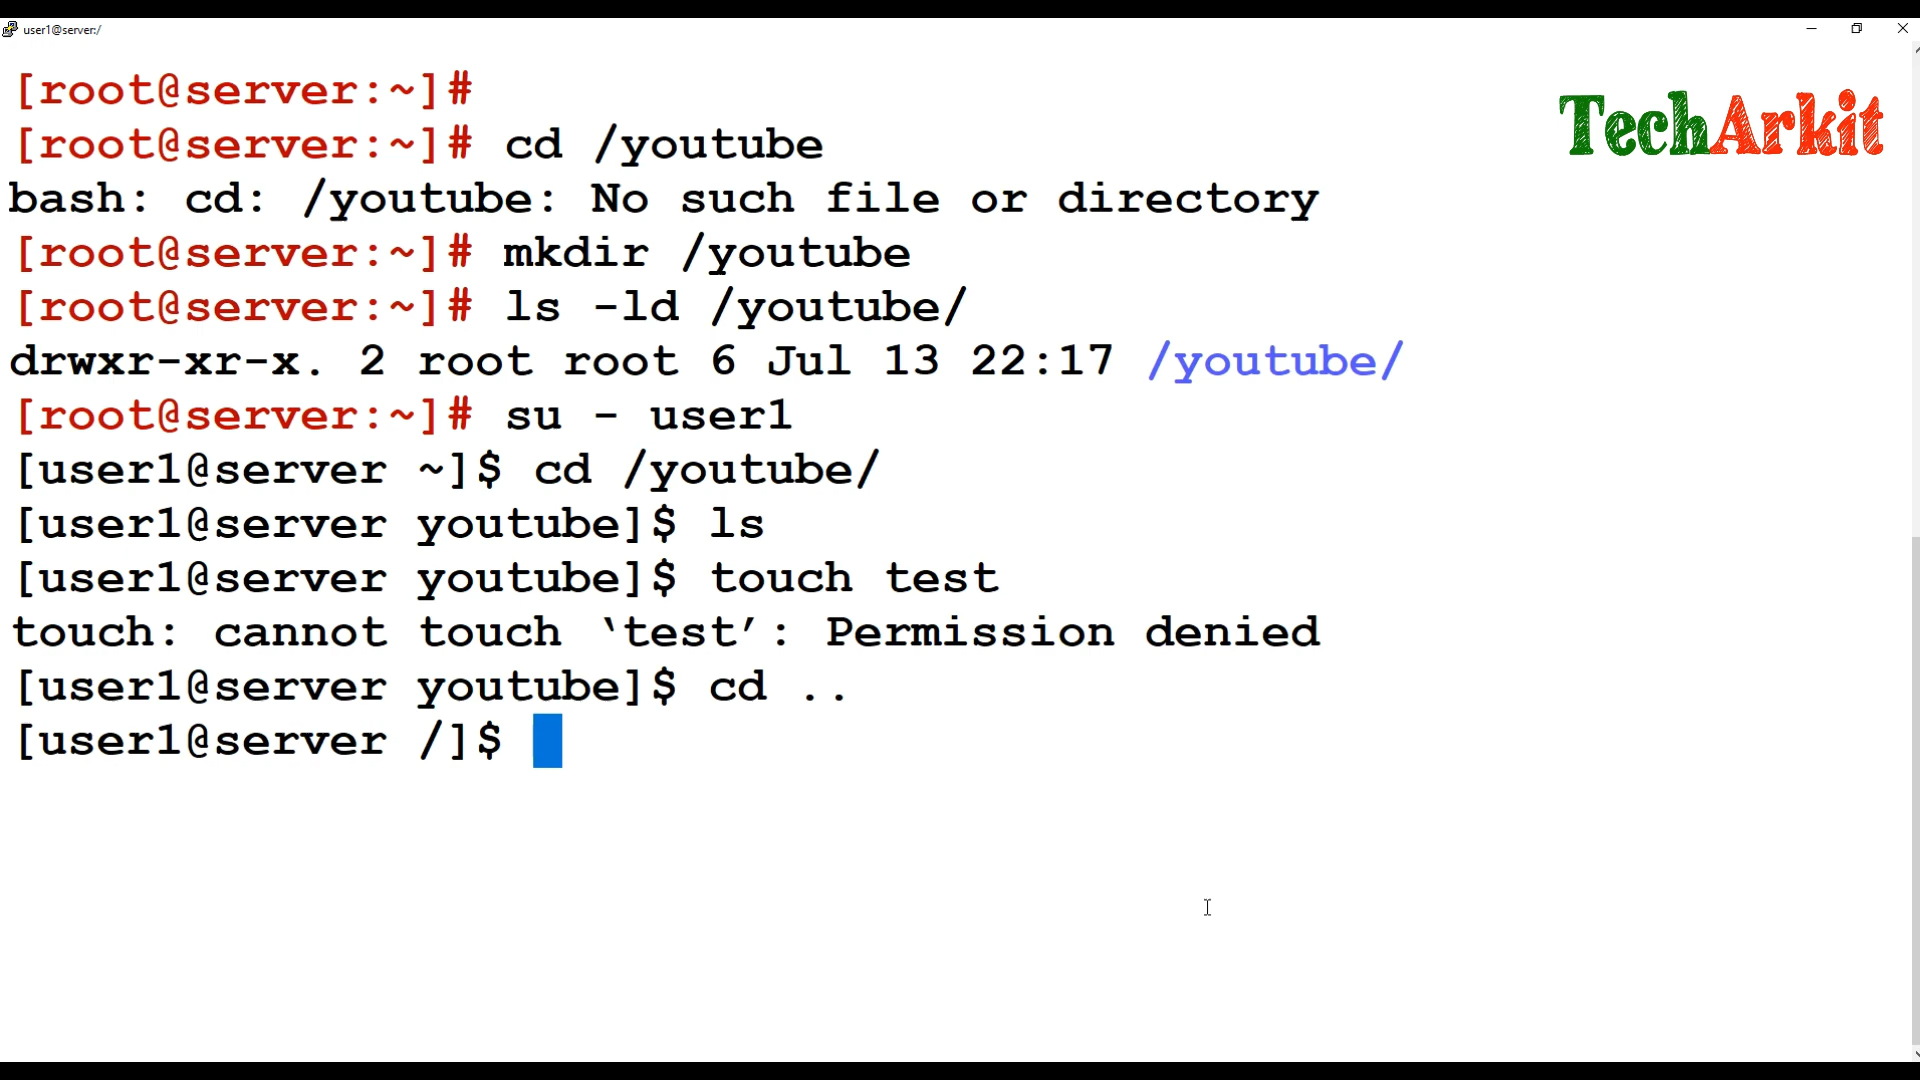 user1@server:/
[root@server:~]#
[root@server:~]# cd /youtube
bash: cd: /youtube: No such file or directory
[root@server:~]# mkdir /youtube
[root@server:~]# ls -ld /youtube/
drwxr-xr-x. 2 root root 6 Jul 13 22:17 /youtube/
[root@server:~]# su - user1
[user1@server ~]$ cd /youtube/
[user1@server youtube]$ ls
[user1@server youtube]$ touch test
touch: cannot touch ‘test’: Permission denied
[user1@server youtube]$ cd ..
[user1@server /]$
TechArkit